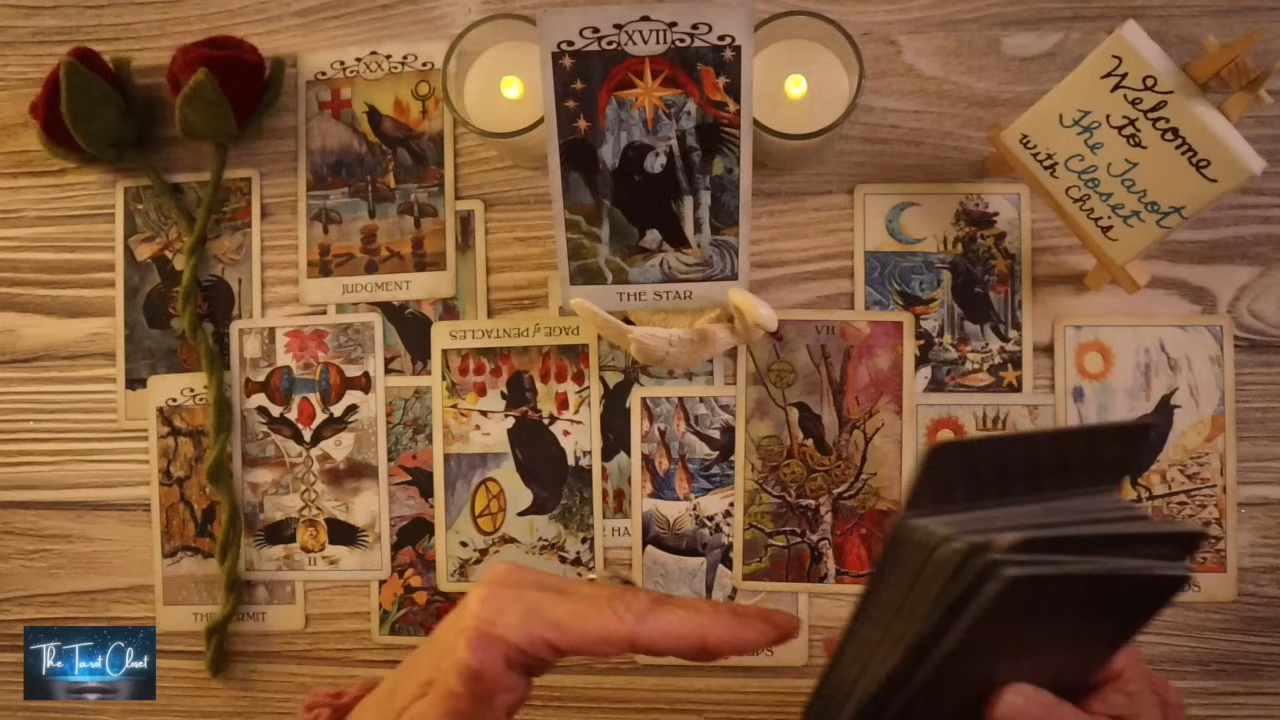 XX
JUDGMENT
XVII
THE STAR
Welcome
to
The Tarot
Closet
with Chris
PAGE of PENTACLES
VII
II
The Tarot Closet